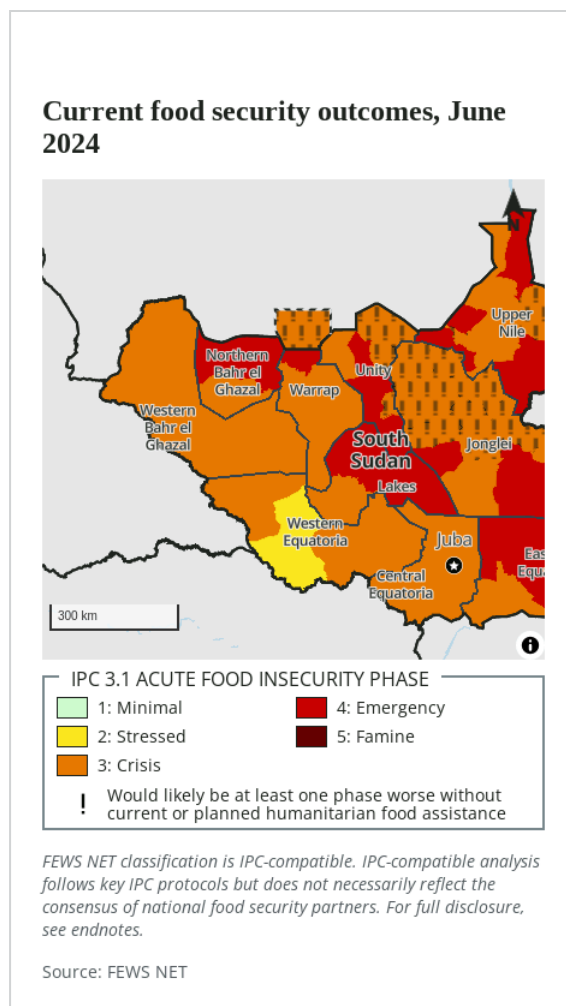 Current food security outcomes, June
2024
N
Upper
Nile
Northern
Bahr el
Ghazal
Unity
Warrap
Western
Bahr el
Ghazal
South
Sudan
Jonglei
Lakes
Western
Equatoria
Juba
Eas
Equa
Central
Equatoria
300 km
IPC 3.1 ACUTE FOOD INSECURITY PHASE
1: Minimal
4: Emergency
2: Stressed
5: Famine
3: Crisis
! Would likely be at least one phase worse without
current or planned humanitarian food assistance
FEWS NET classification is IPC-compatible. IPC-compatible analysis
follows key IPC protocols but does not necessarily reflect the
consensus of national food security partners. For full disclosure,
see endnotes.
Source: FEWS NET